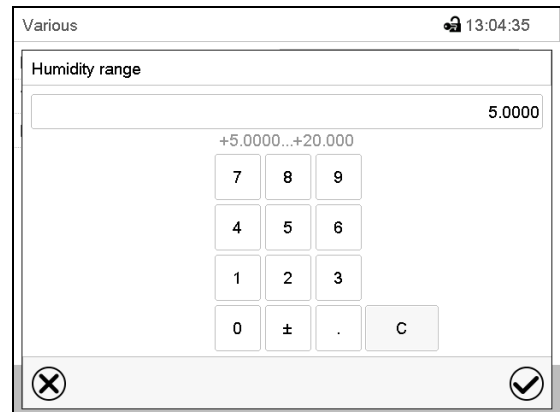 Various 13:04:35
Humidity range
5.0000
+5.0000...+20.000
7 8 9
4 5 6
1 2 3
0 ± . C